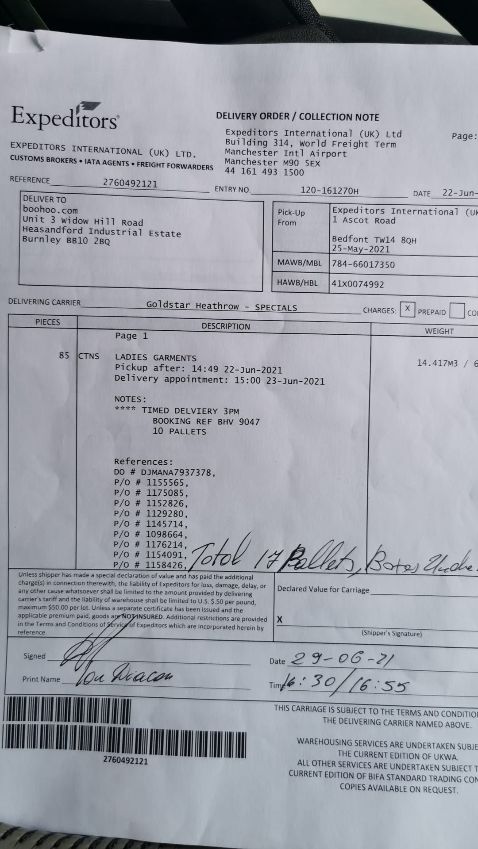 Expeditors
EXPEDITORS INTERNATIONAL (UK) LTD.
CUSTOMS BROKERS • IATA AGENTS • FREIGHT FORWARDERS
DELIVERY ORDER / COLLECTION NOTE
Expeditors International (UK) Ltd
Building 314, World Freight Term
Manchester Intl Airport
Manchester M90 5EX
44 161 493 1500
Page:
REFERENCE 2760492121
ENTRY NO. 120-161270H
DATE 22-Jun-
DELIVER TO
boohoo.com
Unit 3 Widow Hill Road
Heasandford Industrial Estate
Burnley BB10 2BQ
Pick-Up From
Expeditors International (UK
1 Ascot Road
Bedfont TW14 8QH
25-May-2021
MAWB/MBL 784-66017350
HAWB/HBL 41X0074992
DELIVERING CARRIER Goldstar Heathrow - SPECIALS
CHARGES: X PREPAID CO
PIECES DESCRIPTION WEIGHT
Page 1
85 CTNS LADIES GARMENTS 14.417M3 / 6
Pickup after: 14:49 22-Jun-2021
Delivery appointment: 15:00 23-Jun-2021
NOTES:
**** TIMED DELVIERY 3PM
BOOKING REF BHV 9047
10 PALLETS
References:
DO # DJMANA7937378,
P/O # 1155565,
P/O # 1175085,
P/O # 1152826,
P/O # 1129280,
P/O # 1145714,
P/O # 1098664,
P/O # 1176214,
P/O # 1154091,
P/O # 1158426,
Total 17 Pallets, Boxes
Unless shipper has made a special declaration of value and has paid the additional
charge(s) in connection therewith, the liability of Expeditors for loss, damage, delay, or
any other cause whatsoever shall be limited to the amount provided by delivering
carrier's tariff and the liability of warehouse shall be limited to U.S. $.50 per pound,
maximum $50.00 per lot. Unless a separate certificate has been issued and the
applicable premium paid, goods are NOT INSURED. Additional restrictions are provided
in the Terms and Conditions of Service of Expeditors which are incorporated herein by
reference
Declared Value for Carriage
X
(Shipper's Signature)
Signed
Print Name Deacon
Date 29-06-21
Time 16:30/16:55
THIS CARRIAGE IS SUBJECT TO THE TERMS AND CONDITIO
THE DELIVERING CARRIER NAMED ABOVE.
2760492121
WAREHOUSING SERVICES ARE UNDERTAKEN SUBJE
THE CURRENT EDITION OF UKWA.
ALL OTHER SERVICES ARE UNDERTAKEN SUBJECT T
CURRENT EDITION OF BIFA STANDARD TRADING CON
COPIES AVAILABLE ON REQUEST.